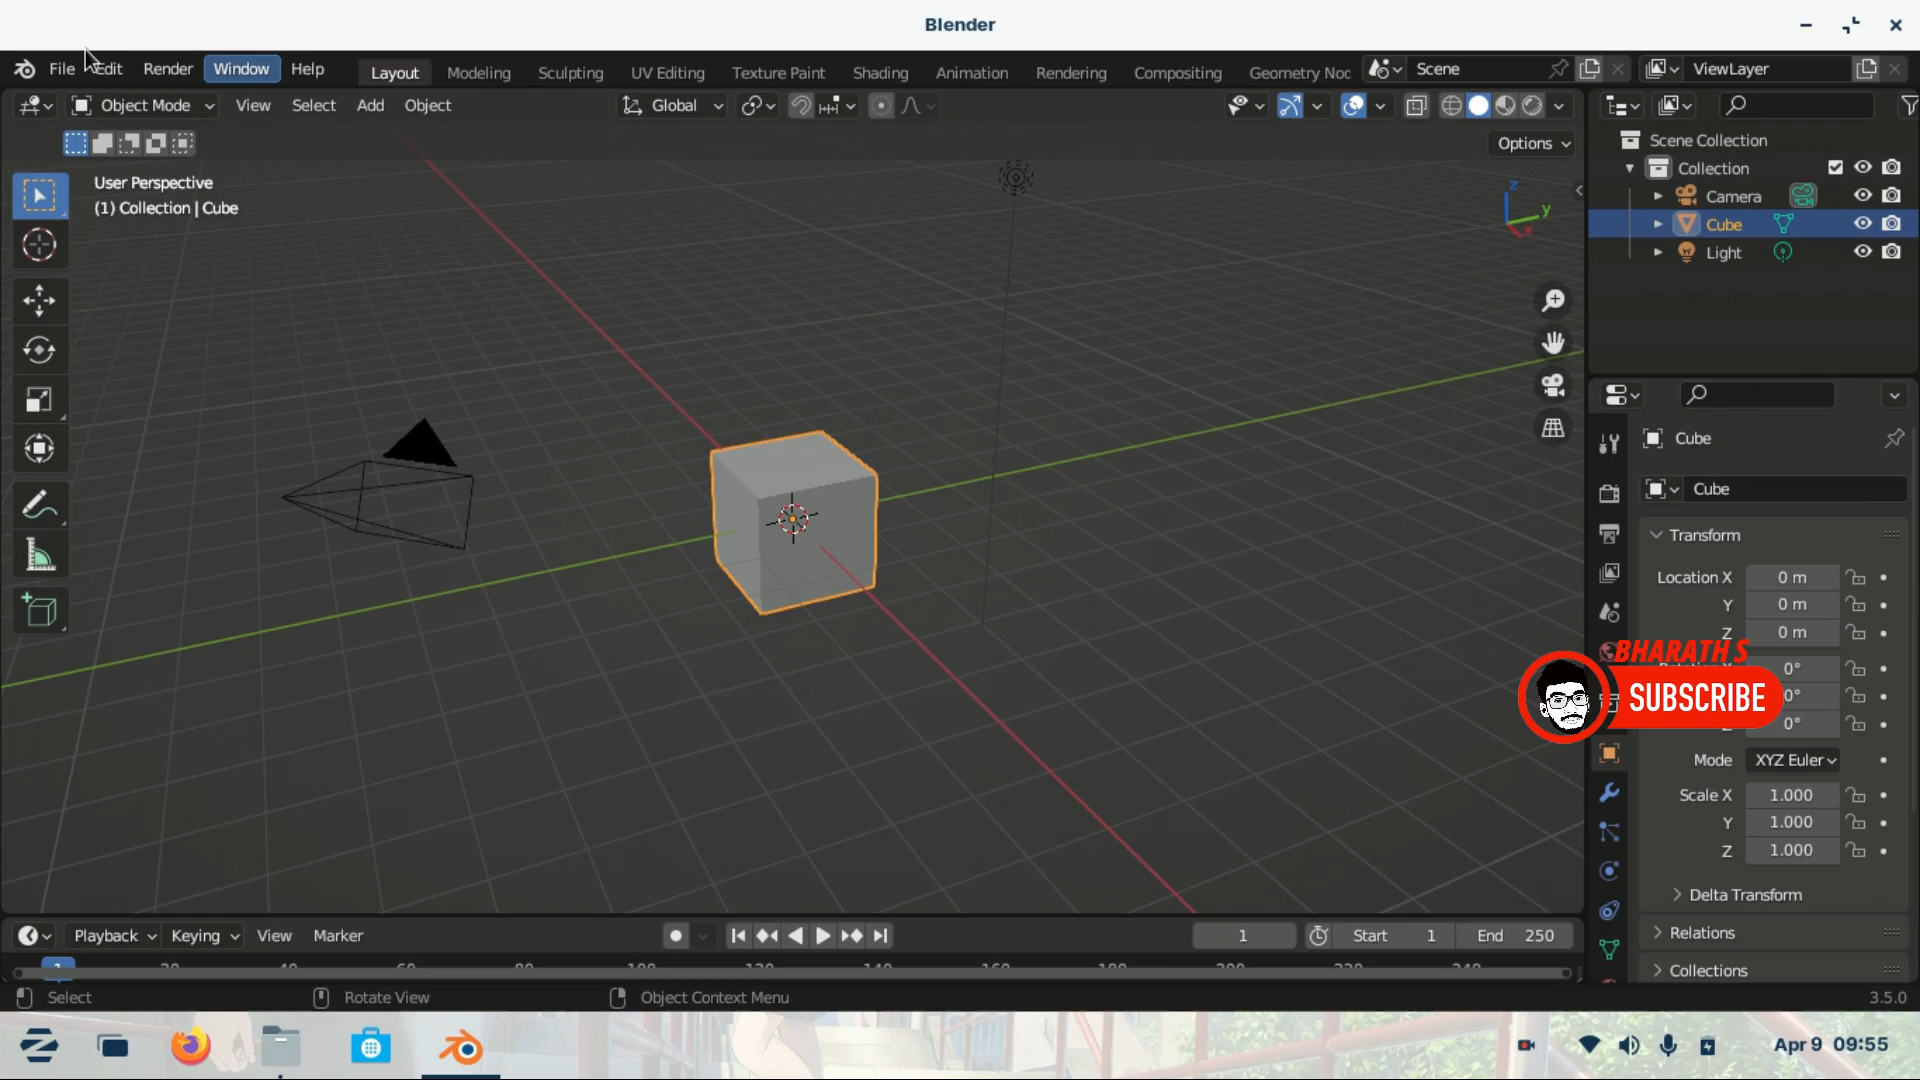 Blender
File Edit Render Window Help
Layout Modeling Sculpting UV Editing Texture Paint Shading Animation Rendering Compositing Geometry Noc
Scene
ViewLayer
Object Mode View Select Add Object
Global
Options
User Perspective
(1) Collection | Cube
z
y
x
Scene Collection
Collection
Camera
Cube
Light
Cube
Cube
Transform
Location X 0 m
Y 0 m
Z 0 m
BHARATH S
SUBSCRIBE
0°
0°
0°
Mode XYZ Euler
Scale X 1.000
Y 1.000
Z 1.000
Delta Transform
Relations
Collections
Playback Keying View Marker
1
Start 1
End 250
1
Select
Rotate View
Object Context Menu
3.5.0
Apr 9 09:55